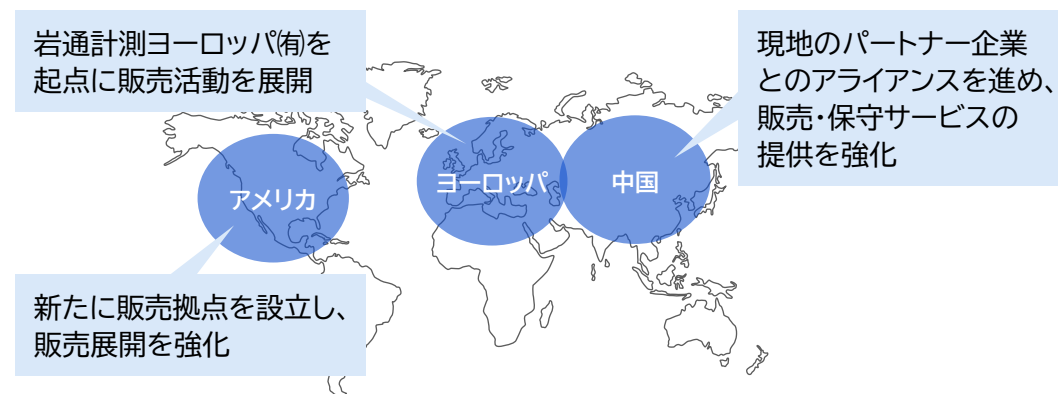 岩通計測ヨーロッパ㈲を
起点に販売活動を展開
現地のパートナー企業
とのアライアンスを進め、
販売・保守サービスの
提供を強化
アメリカ
ヨーロッパ
中国
新たに販売拠点を設立し、
販売展開を強化